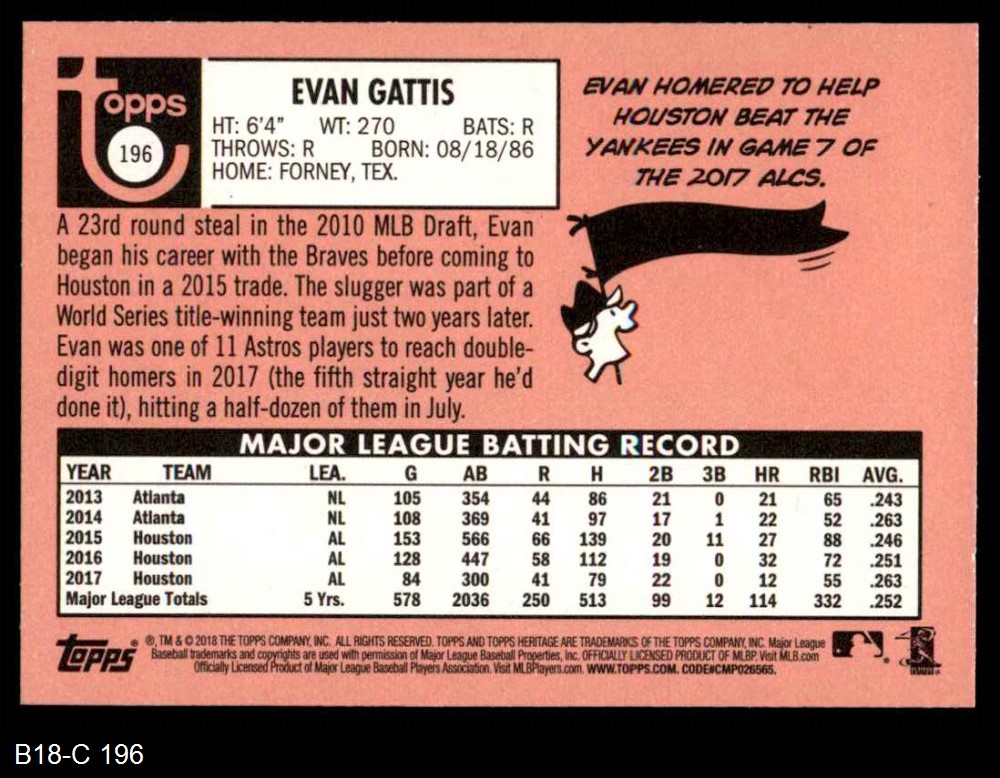 Topps
196
EVAN GATTIS
HT: 6'4" WT: 270 BATS: R
THROWS: R BORN: 08/18/86
HOME: FORNEY, TEX.
EVAN HOMERED TO HELP
HOUSTON BEAT THE
YANKEES IN GAME 7 OF
THE 2017 ALCS.
A 23rd round steal in the 2010 MLB Draft, Evan
began his career with the Braves before coming to
Houston in a 2015 trade. The slugger was part of a
World Series title-winning team just two years later.
Evan was one of 11 Astros players to reach double-
digit homers in 2017 (the fifth straight year he'd
done it), hitting a half-dozen of them in July.
MAJOR LEAGUE BATTING RECORD
YEAR TEAM LEA. G AB R H 2B 3B HR RBI AVG.
2013 Atlanta NL 105 354 44 86 21 0 21 65 .243
2014 Atlanta NL 108 369 41 97 17 1 22 52 .263
2015 Houston AL 153 566 66 139 20 11 27 88 .246
2016 Houston AL 128 447 58 112 19 0 32 72 .251
2017 Houston AL 84 300 41 79 22 0 12 55 .263
Major League Totals 5 Yrs. 578 2036 250 513 99 12 114 332 .252
Topps ® ®, TM & © 2018 THE TOPPS COMPANY, INC. ALL RIGHTS RESERVED. TOPPS AND TOPPS HERITAGE ARE TRADEMARKS OF THE TOPPS COMPANY, INC. Major League
Baseball trademarks and copyrights are used with permission of Major League Baseball Properties, Inc. OFFICIALLY LICENSED PRODUCT OF MLBP. Visit MLB.com
Officially Licensed Product of Major League Baseball Players Association. Visit MLBPlayers.com. WWW.TOPPS.COM. CODE#CMP026565.
B18-C 196